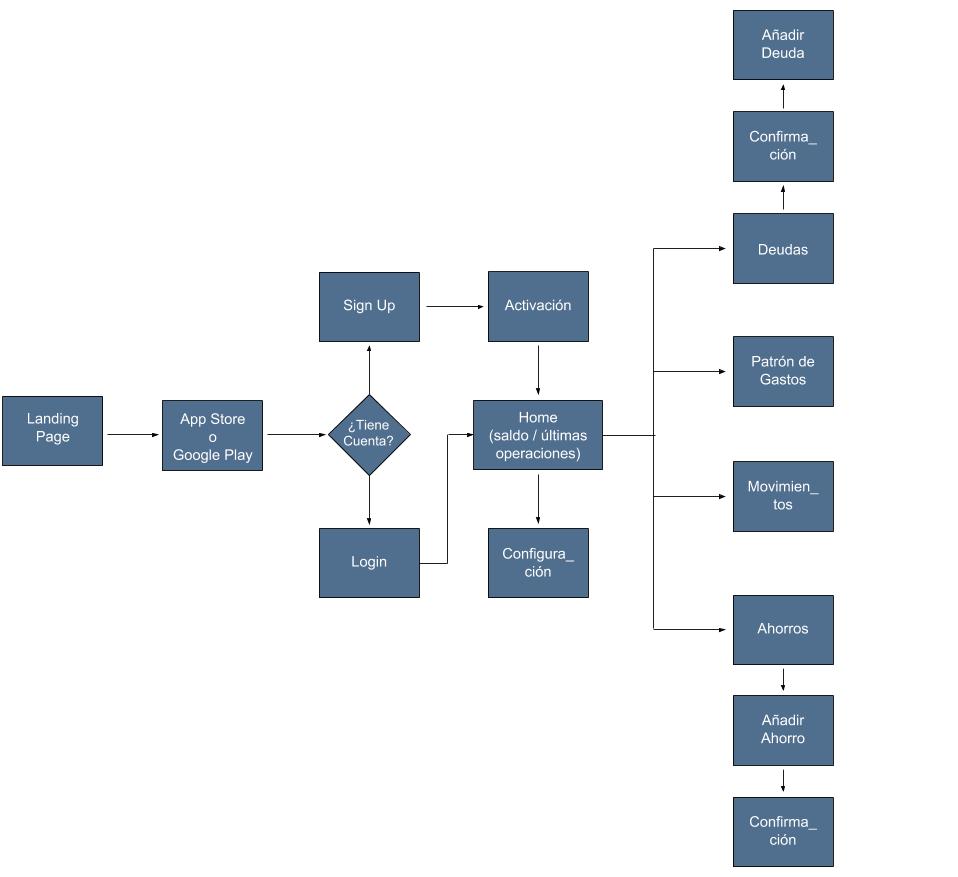 Añadir
Deuda
Confirma_
ción
Deudas
Sign Up
Activación
Patrón de
Gastos
Landing
Page
App Store
o
Google Play
¿Tiene
Cuenta?
Home
(saldo / últimas
operaciones)
Movimien_
tos
Login
Configura_
ción
Ahorros
Añadir
Ahorro
Confirma_
ción